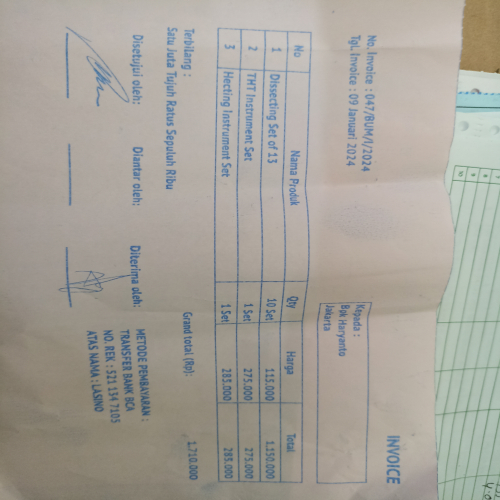 INVOICE
No. Invoice : 047/BUM/I/2024
Tgl. Invoice : 09 Januari 2024
Kepada :
Bpk Haryanto
Jakarta
No Nama Produk Qty Harga Total
1 Dissecting Set of 13 10 Set 115.000 1.150.000
2 THT Instrument Set 1 Set 275.000 275.000
3 Hecting Instrument Set 1 Set 285.000 285.000
Grand total (Rp): 1.710.000
Terbilang :
Satu Juta Tujuh Ratus Sepuluh Ribu
Disetujui oleh: Diantar oleh: Diterima oleh:
METODE PEMBAYARAN :
TRANSFER BANK BCA
NO. REK : 521 134 7105
ATAS NAMA : LASINO